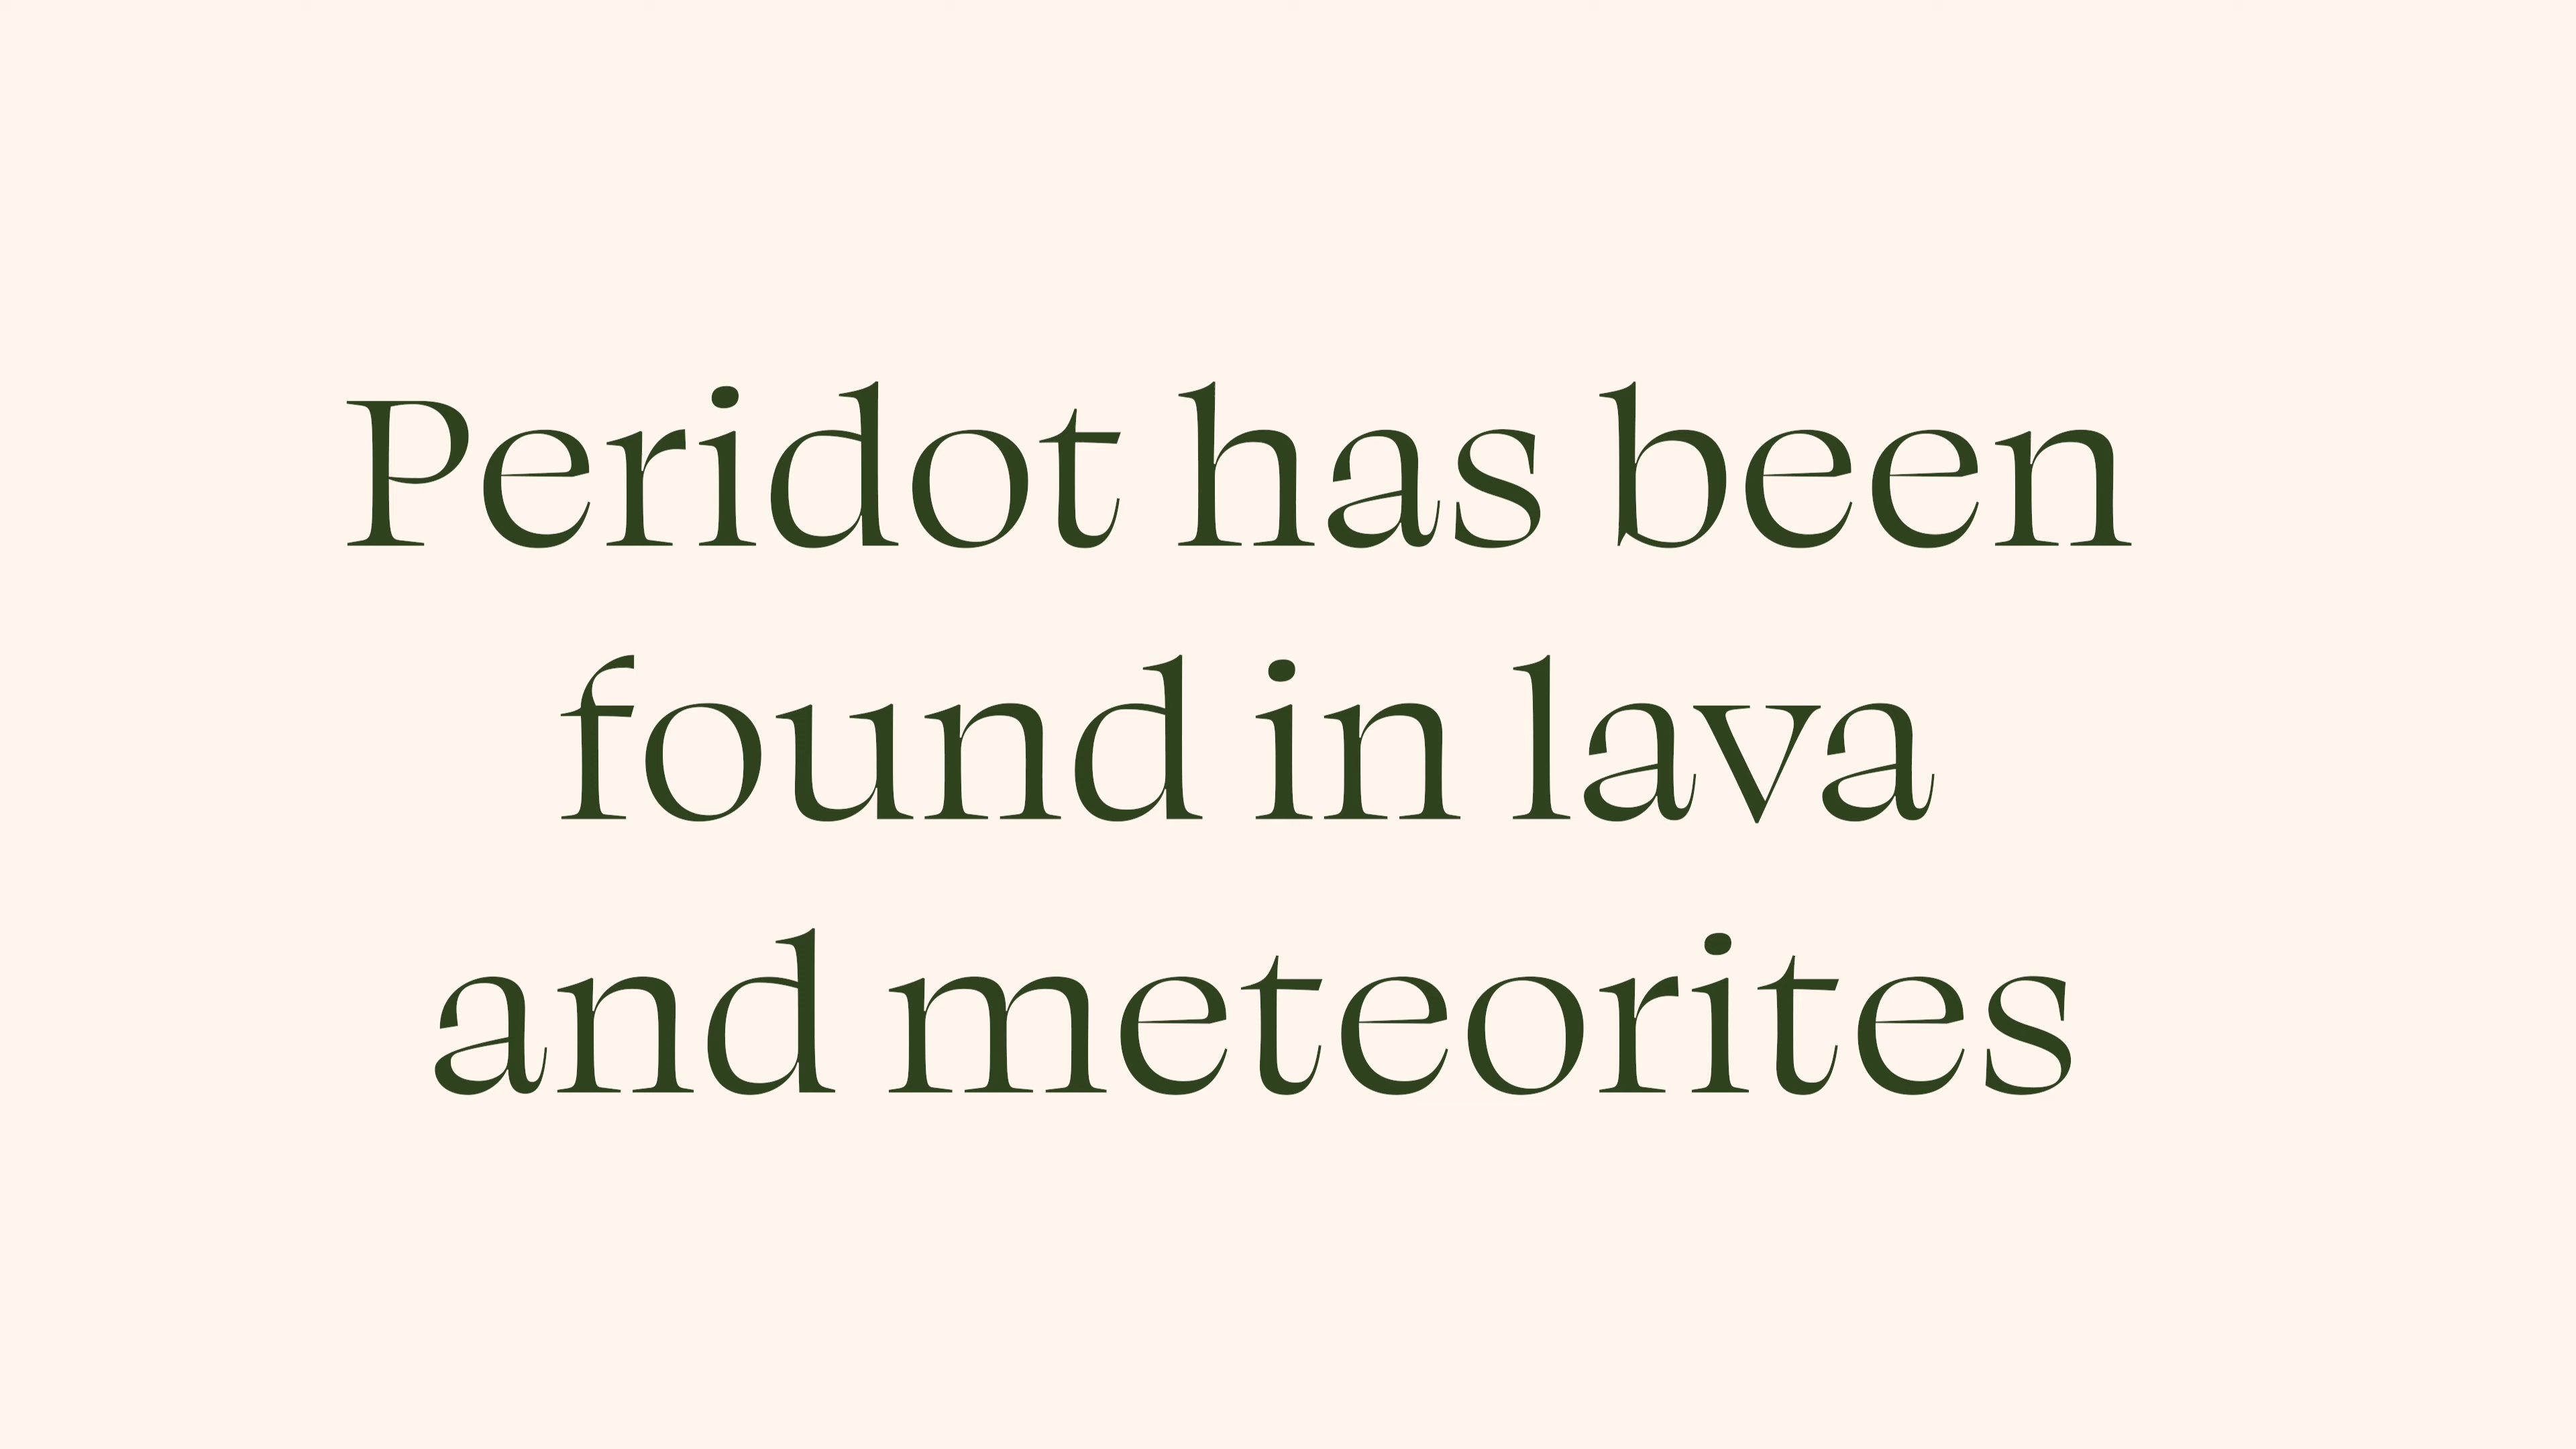 Peridot has been
found in lava
and meteorites